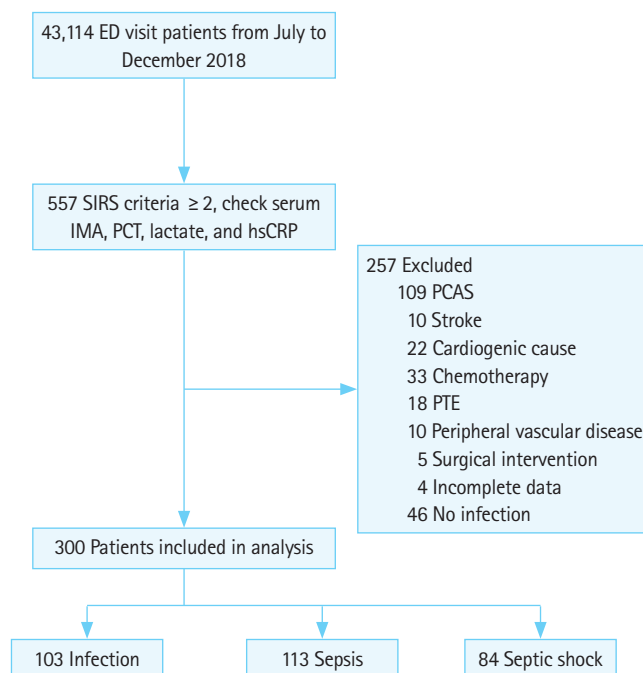 43,114 ED visit patients from July to
December 2018
557 SIRS criteria ≥ 2, check serum
IMA, PCT, lactate, and hsCRP
257 Excluded
109 PCAS
10 Stroke
22 Cardiogenic cause
33 Chemotherapy
18 PTE
10 Peripheral vascular disease
5 Surgical intervention
4 Incomplete data
46 No infection
300 Patients included in analysis
103 Infection
113 Sepsis
84 Septic shock